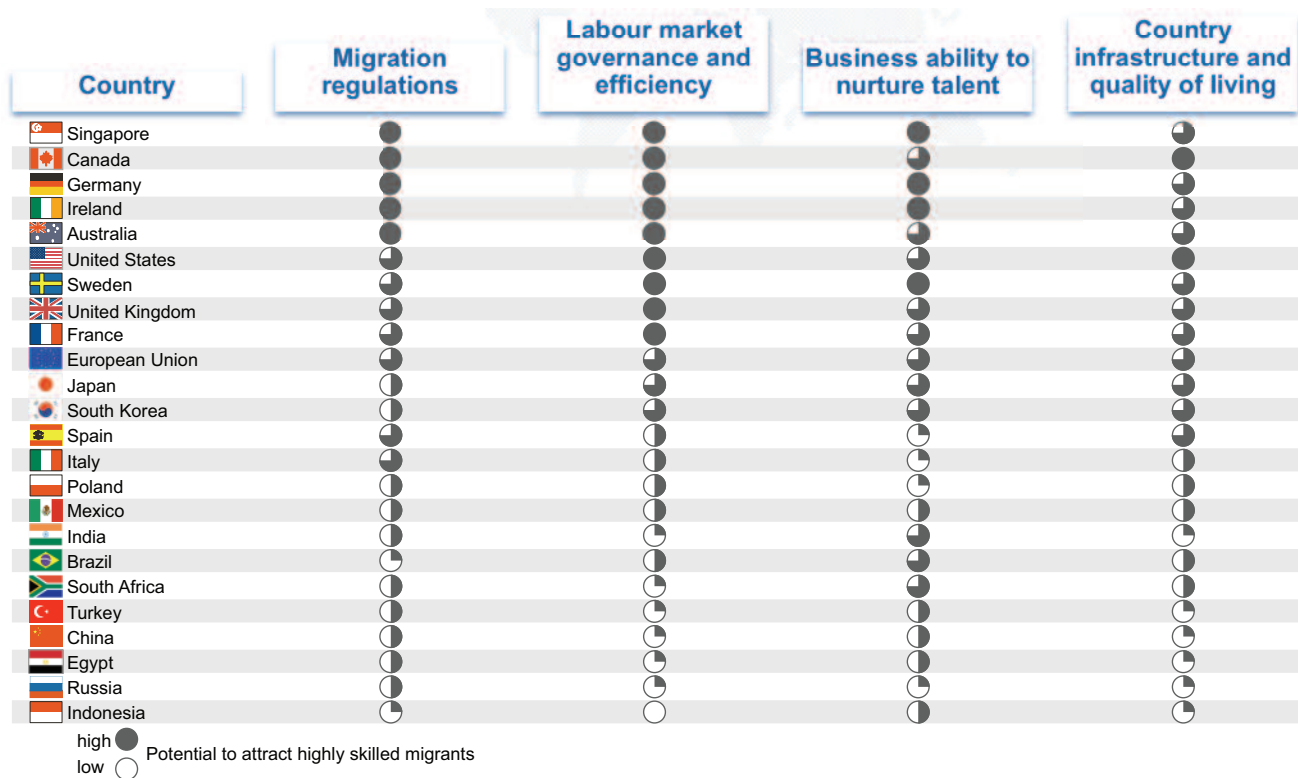 Country
Migration
regulations
Labour market
governance and
efficiency
Business ability to
nurture talent
Country
infrastructure and
quality of living
Singapore
Canada
Germany
Ireland
Australia
United States
Sweden
United Kingdom
France
European Union
Japan
South Korea
Spain
Italy
Poland
Mexico
India
Brazil
South Africa
Turkey
China
Egypt
Russia
Indonesia
high
low
Potential to attract highly skilled migrants